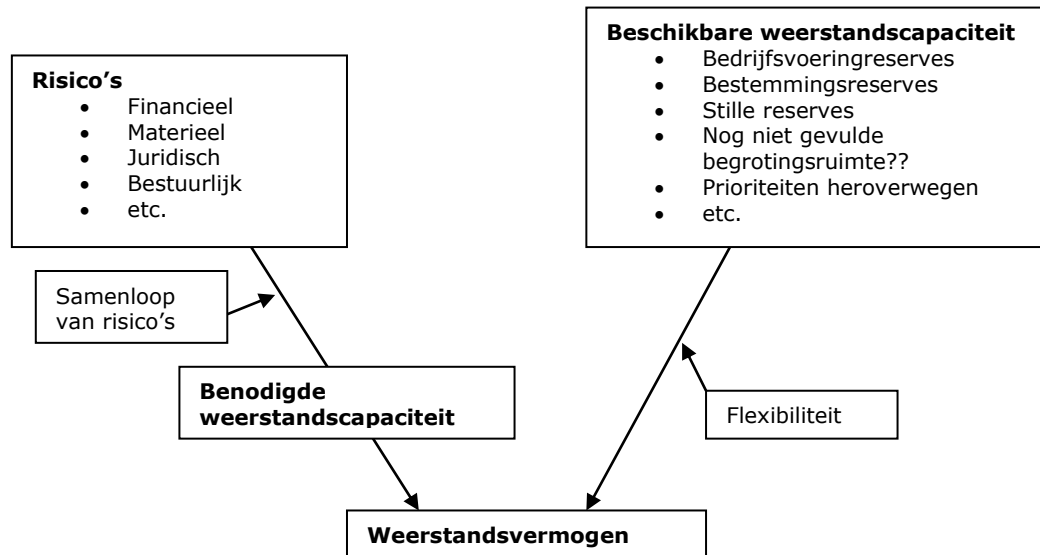 Risico's
• Financieel
• Materieel
• Juridisch
• Bestuurlijk
• etc.
Beschikbare weerstandscapaciteit
• Bedrijfsvoeringreserves
• Bestemmingsreserves
• Stille reserves
• Nog niet gevulde
begrotingsruimte??
• Prioriteiten heroverwegen
• etc.
Samenloop
van risico's
Benodigde
weerstandscapaciteit
Flexibiliteit
Weerstandsvermogen